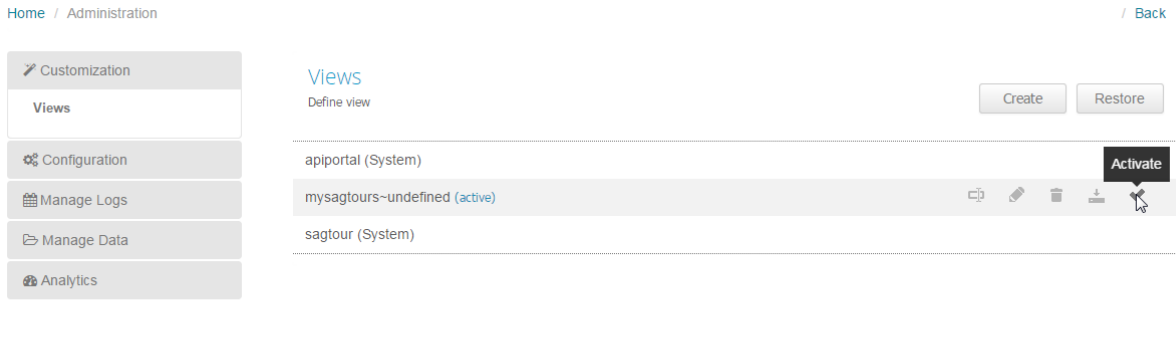 Home / Administration
/ Back
Customization
Views
Configuration
Manage Logs
Manage Data
Analytics
Views
Define view
Create
Restore
apiportal (System)
Activate
mysagtours~undefined (active)
sagtour (System)